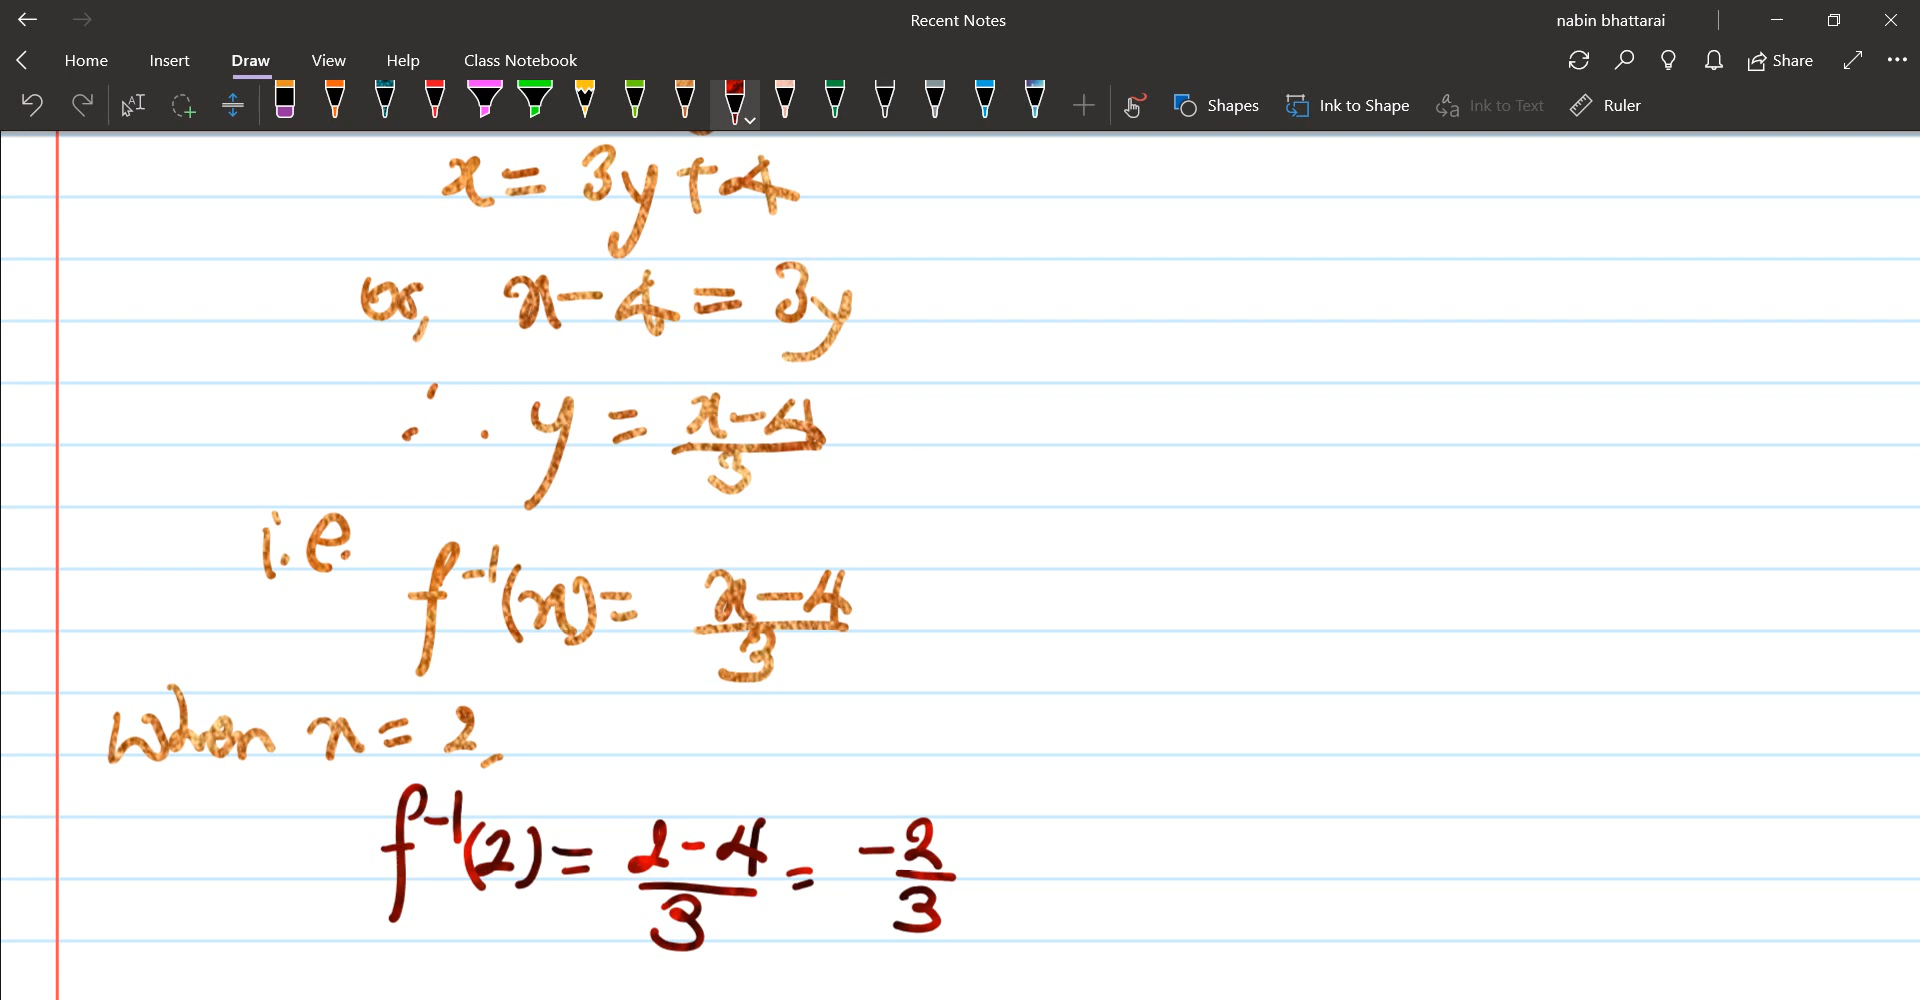 Recent Notes
nabin bhattarai
Home Insert Draw View Help Class Notebook
Share
Shapes Ink to Shape Ink to Text Ruler
x = 3y + 4
or, x - 4 = 3y
∴ y = (x - 4)/3
i.e.
f⁻¹(x) = (x - 4)/3
When x = 2,
f⁻¹(2) = (2 - 4)/3 = -2/3